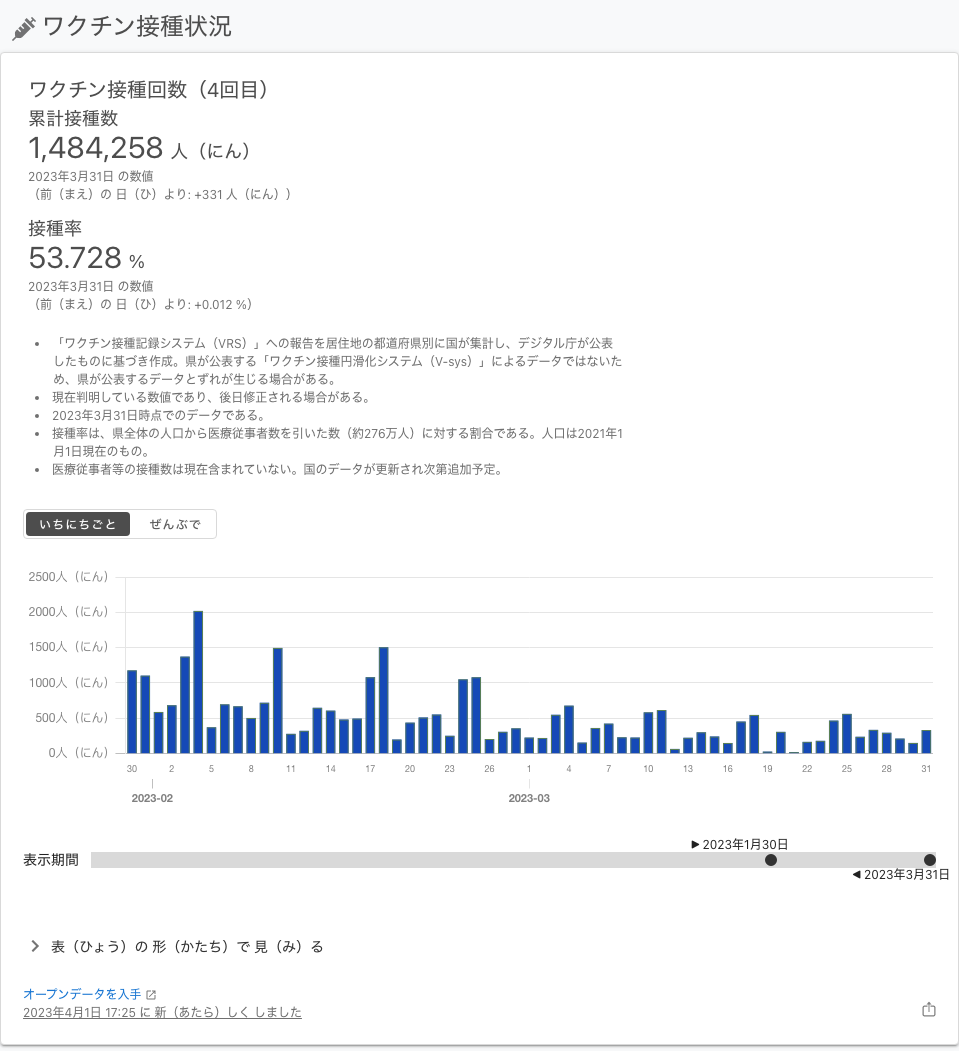 ワクチン接種状況
ワクチン接種回数（4回目）
累計接種数
1,484,258 人（にん）
2023年3月31日 の数値
（前（まえ）の 日（ひ）より: +331 人（にん））
接種率
53.728 %
2023年3月31日 の数値
（前（まえ）の 日（ひ）より: +0.012 %）
• 「ワクチン接種記録システム（VRS）」への報告を居住地の都道府県別に国が集計し、デジタル庁が公表
したものに基づき作成。県が公表する「ワクチン接種円滑化システム（V-sys）」によるデータではないた
め、県が公表するデータとずれが生じる場合がある。
• 現在判明している数値であり、後日修正される場合がある。
• 2023年3月31日時点でのデータである。
• 接種率は、県全体の人口から医療従事者数を引いた数（約276万人）に対する割合である。人口は2021年1
月1日現在のもの。
• 医療従事者等の接種数は現在含まれていない。国のデータが更新され次第追加予定。
いちにちごと ぜんぶで
2500人（にん）
2000人（にん）
1500人（にん）
1000人（にん）
500人（にん）
0人（にん）
30 2 5 8 11 14 17 20 23 26 1 4 7 10 13 16 19 22 25 28 31
2023-02 2023-03
▶ 2023年1月30日
表示期間
◀ 2023年3月31日
表（ひょう）の 形（かたち）で 見（み）る
オープンデータを入手
2023年4月1日 17:25 に 新（あたら）しく しました